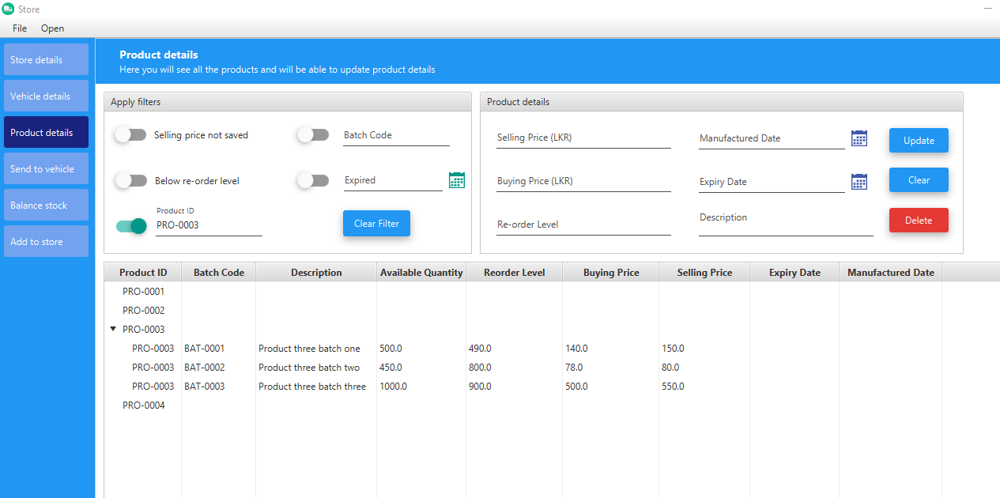 Store
File Open
Store details
Vehicle details
Product details
Send to vehicle
Balance stock
Add to store
Product details
Here you will see all the products and will be able to update product details
Apply filters
Selling price not saved
Batch Code
Below re-order level
Expired
Product ID
PRO-0003
Clear Filter
Product details
Selling Price (LKR)
Manufactured Date
Update
Buying Price (LKR)
Expiry Date
Clear
Re-order Level
Description
Delete
Product ID Batch Code Description Available Quantity Reorder Level Buying Price Selling Price Expiry Date Manufactured Date
PRO-0001
PRO-0002
PRO-0003
PRO-0003 BAT-0001 Product three batch one 500.0 490.0 140.0 150.0
PRO-0003 BAT-0002 Product three batch two 450.0 800.0 78.0 80.0
PRO-0003 BAT-0003 Product three batch three 1000.0 900.0 500.0 550.0
PRO-0004